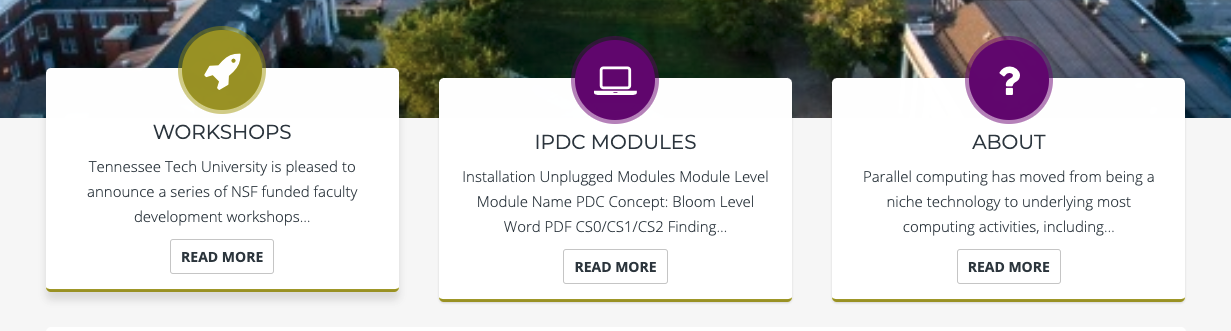 WORKSHOPS
Tennessee Tech University is pleased to
announce a series of NSF funded faculty
development workshops...
READ MORE
IPDC MODULES
Installation Unplugged Modules Module Level
Module Name PDC Concept: Bloom Level
Word PDF CS0/CS1/CS2 Finding...
READ MORE
ABOUT
Parallel computing has moved from being a
niche technology to underlying most
computing activities, including...
READ MORE